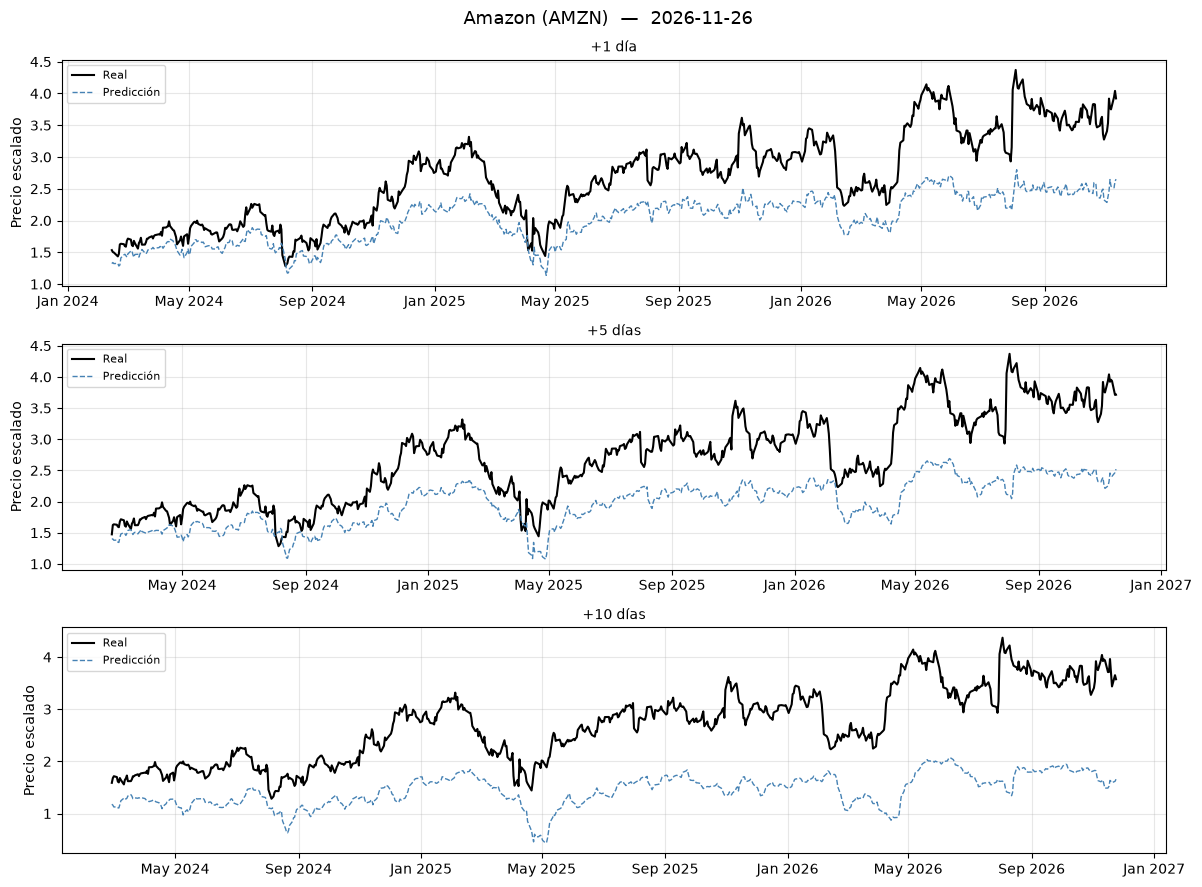 Amazon (AMZN) — 2026-11-26
+1 día
Precio escalado
4.5
4.0
3.5
3.0
2.5
2.0
1.5
1.0
Real
Predicción
Jan 2024 May 2024 Sep 2024 Jan 2025 May 2025 Sep 2025 Jan 2026 May 2026 Sep 2026
+5 días
Precio escalado
4.5
4.0
3.5
3.0
2.5
2.0
1.5
1.0
Real
Predicción
May 2024 Sep 2024 Jan 2025 May 2025 Sep 2025 Jan 2026 May 2026 Sep 2026 Jan 2027
+10 días
Precio escalado
4
3
2
1
Real
Predicción
May 2024 Sep 2024 Jan 2025 May 2025 Sep 2025 Jan 2026 May 2026 Sep 2026 Jan 2027